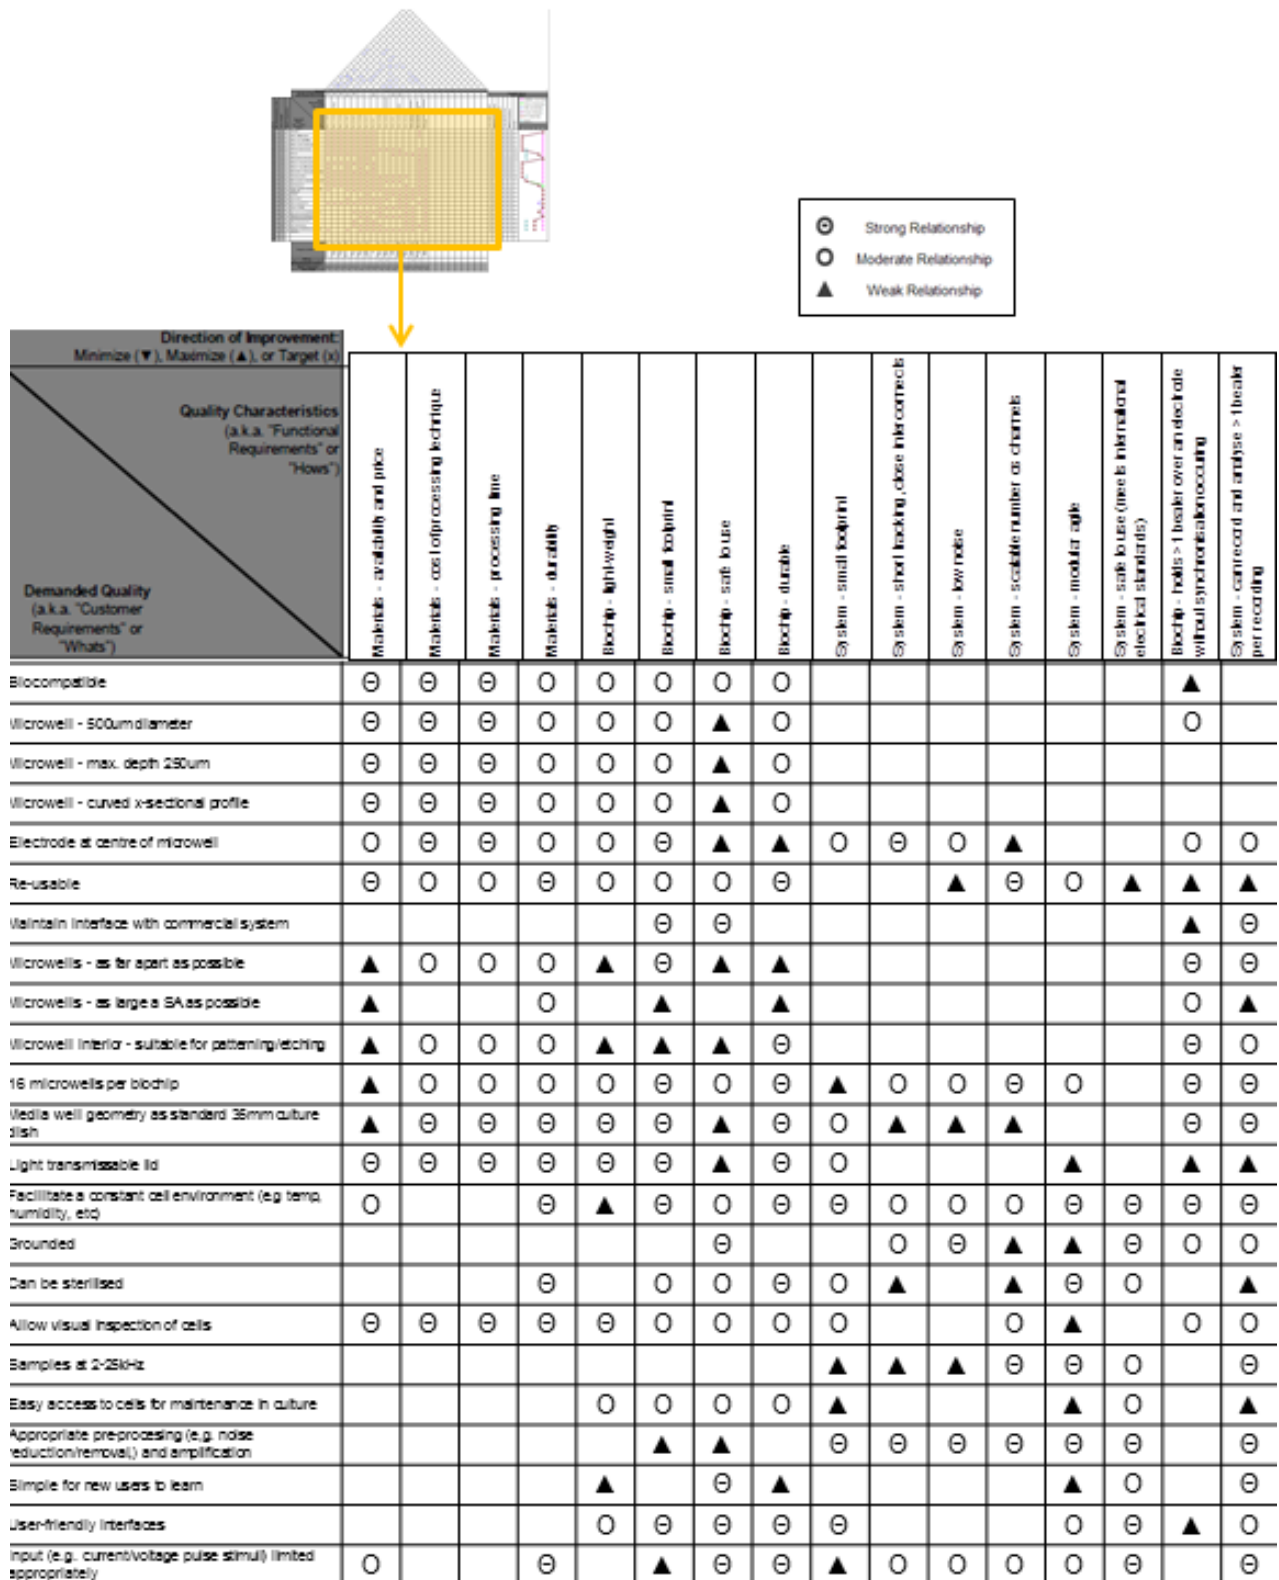 Θ Strong Relationship
O Moderate Relationship
▲ Weak Relationship
Direction of Improvement:
Minimize (▼), Maximize (▲), or Target (x)
Quality Characteristics
(a.k.a. "Functional
Requirements" or
"Hows")
Demanded Quality
(a.k.a. "Customer
Requirements" or
"Whats")
Materials - availability and price
Materials - cost of processing technique
Materials - processing time
Materials - durability
Biochip - light-weight
Biochip - small footprint
Biochip - safe to use
Biochip - durable
System - small footprint
System - short tracking, close interconnects
System - low noise
System - scalable number os channels
System - modular agile
System - safe to use (meets international
electrical standards)
Biochip - holds > 1 beater over an electrode
without synchronisation occuring
System - can record and analyse > 1 beater
per recording
Biocompatible Θ Θ Θ O O O O O ▲
Microwell - 500um diameter Θ Θ Θ O O O ▲ O O
Microwell - max. depth 250um Θ Θ Θ O O O ▲ O
Microwell - curved x-sectional profile Θ Θ Θ O O O ▲ O
Electrode at centre of microwell O Θ Θ O O Θ ▲ ▲ O Θ O ▲ O O
Re-usable Θ O O Θ O O O Θ ▲ Θ O ▲ ▲ ▲
Maintain interface with commercial system Θ Θ ▲ Θ
Microwells - as far apart as possible ▲ O O O ▲ Θ ▲ ▲ Θ Θ
Microwells - as large a SA as possible ▲ O ▲ ▲ O ▲
Microwell interior - suitable for patterning/etching ▲ O O O ▲ ▲ ▲ Θ Θ O
16 microwells per biochip ▲ O O O O Θ O Θ ▲ O O Θ O Θ Θ
Media well geometry as standard 35mm culture
dish ▲ Θ Θ Θ Θ Θ ▲ Θ O ▲ ▲ ▲ Θ Θ
Light transmissable lid Θ Θ Θ Θ Θ Θ ▲ Θ O ▲ ▲ ▲
Facilitate a constant cell environment (e.g temp,
humidity, etc) O Θ ▲ Θ O Θ Θ O O O Θ Θ Θ Θ
Grounded Θ O Θ ▲ ▲ Θ O O
Can be sterilised Θ O O Θ O ▲ ▲ Θ O ▲
Allow visual inspection of cells Θ Θ Θ Θ Θ O O O O O ▲ O O
Samples at 2-25kHz ▲ ▲ ▲ Θ Θ O Θ
Easy access to cells for maintenance in culture O O O O ▲ ▲ O ▲
Appropriate pre-procesing (e.g. noise
reduction/removal,) and amplification ▲ ▲ Θ Θ Θ Θ Θ Θ Θ
Simple for new users to learn ▲ Θ ▲ ▲ O Θ
User-friendly interfaces O Θ Θ Θ Θ O Θ ▲ O
Input (e.g. current/voltage pulse stimuli) limited
appropriately O Θ ▲ Θ Θ ▲ O O O O Θ Θ